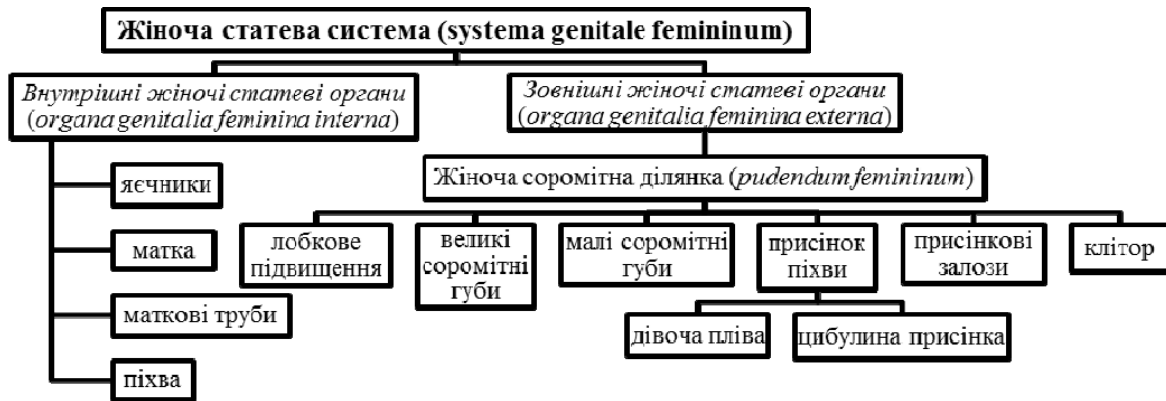 Жіноча статева система (systema genitale femininum)
Внутрішні жіночі статеві органи
(organa genitalia feminina interna)
Зовнішні жіночі статеві органи
(organa genitalia feminina externa)
яєчники
матка
маткові труби
піхва
Жіноча соромітна ділянка (pudendum femininum)
лобкове
підвищення
великі
соромітні
губи
малі соромітні
губи
присінок
піхви
присінкові
залози
клітор
дівоча пліва
цибулина присінка